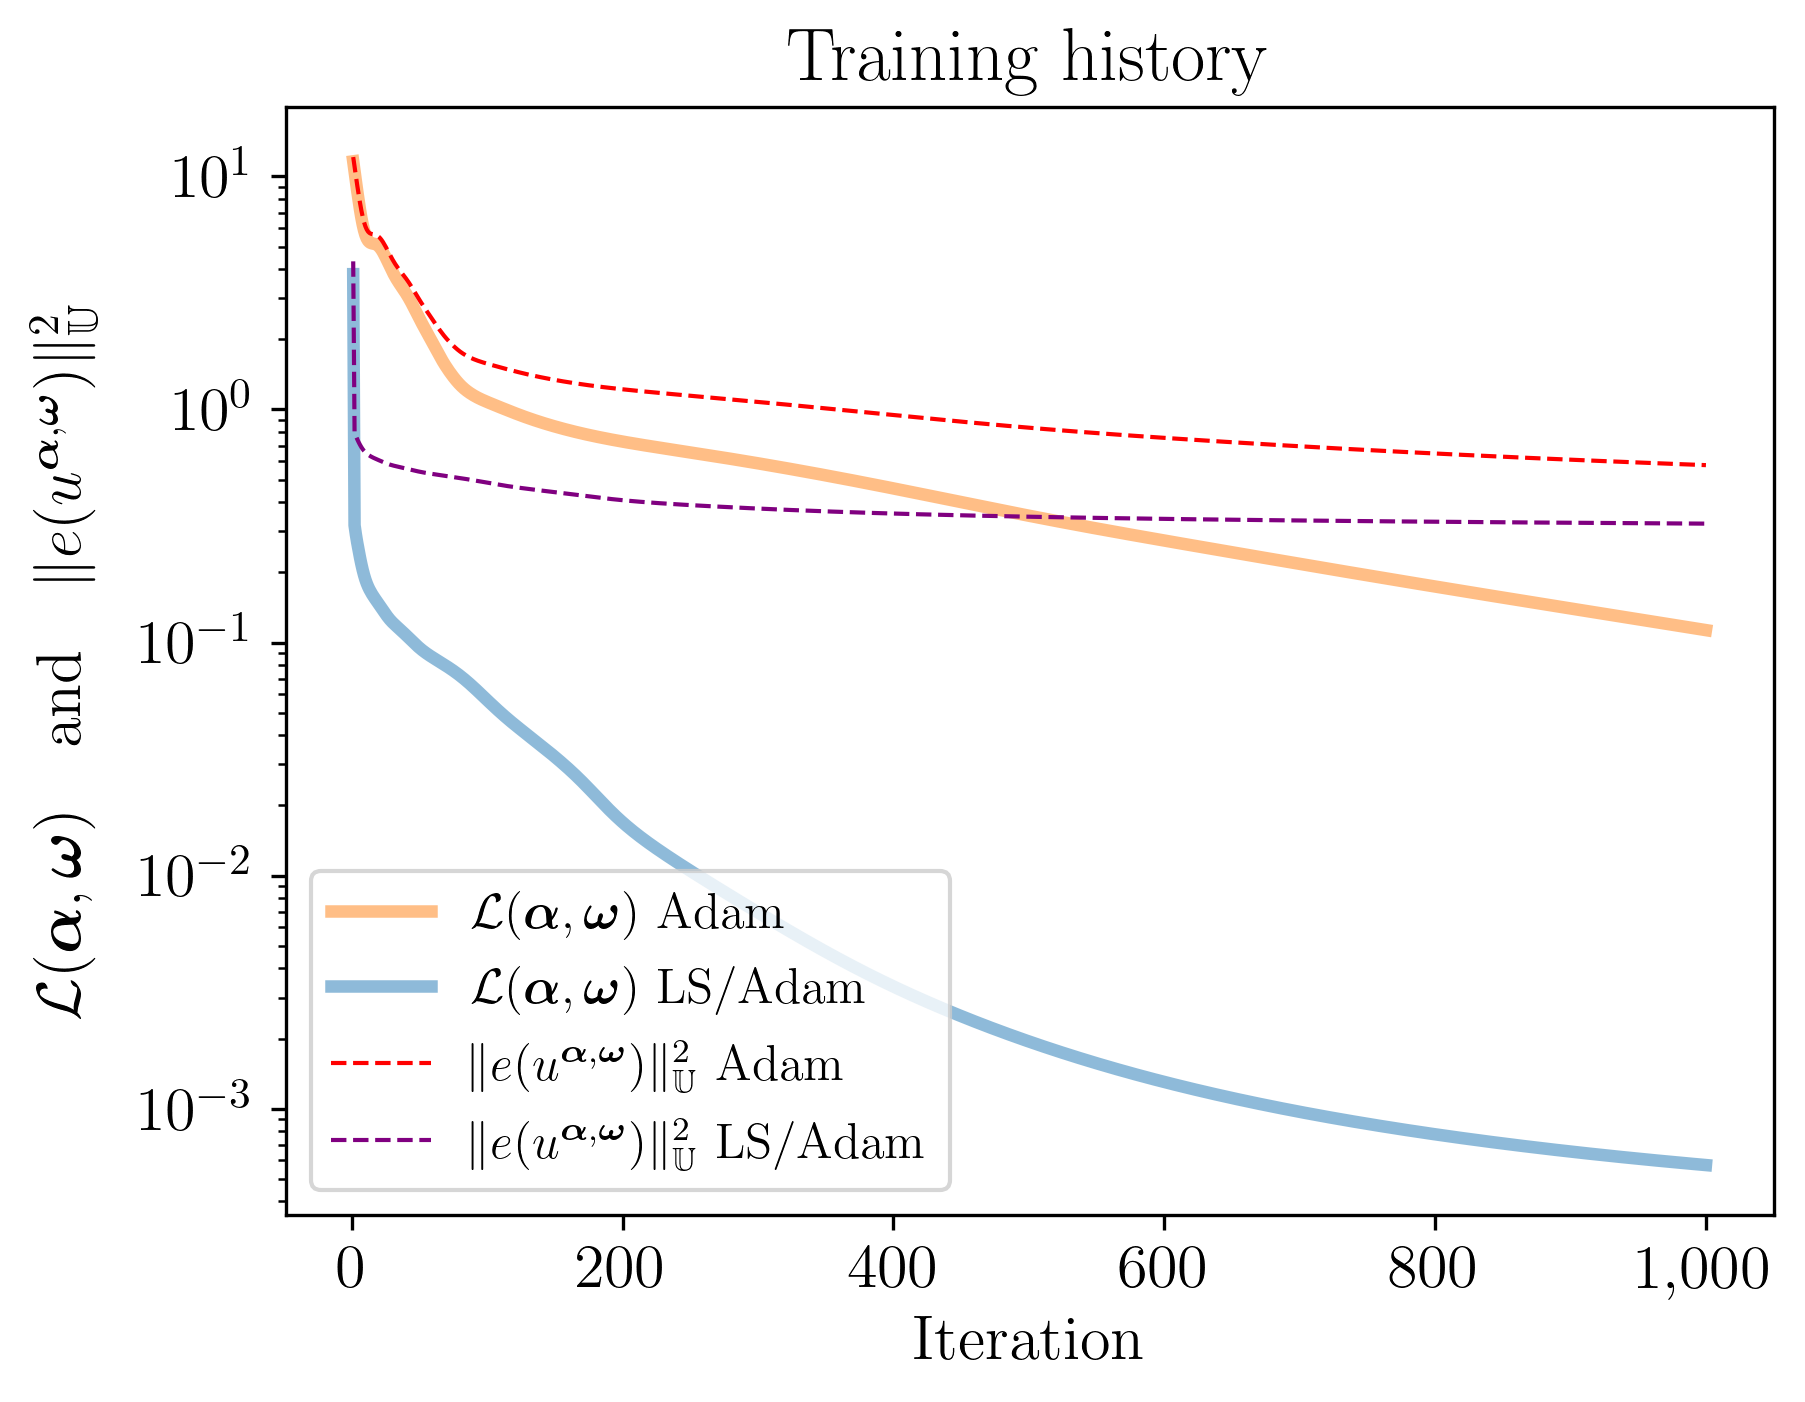 Training history
10¹
10⁰
10⁻¹
10⁻²
10⁻³
𝓛(𝜶, 𝝎) and ||e(u^{𝜶,𝝎})||²_𝕌
𝓛(𝜶, 𝝎) Adam
𝓛(𝜶, 𝝎) LS/Adam
‖e(u^{𝜶,𝝎})‖²_𝕌 Adam
‖e(u^{𝜶,𝝎})‖²_𝕌 LS/Adam
0 200 400 600 800 1,000
Iteration